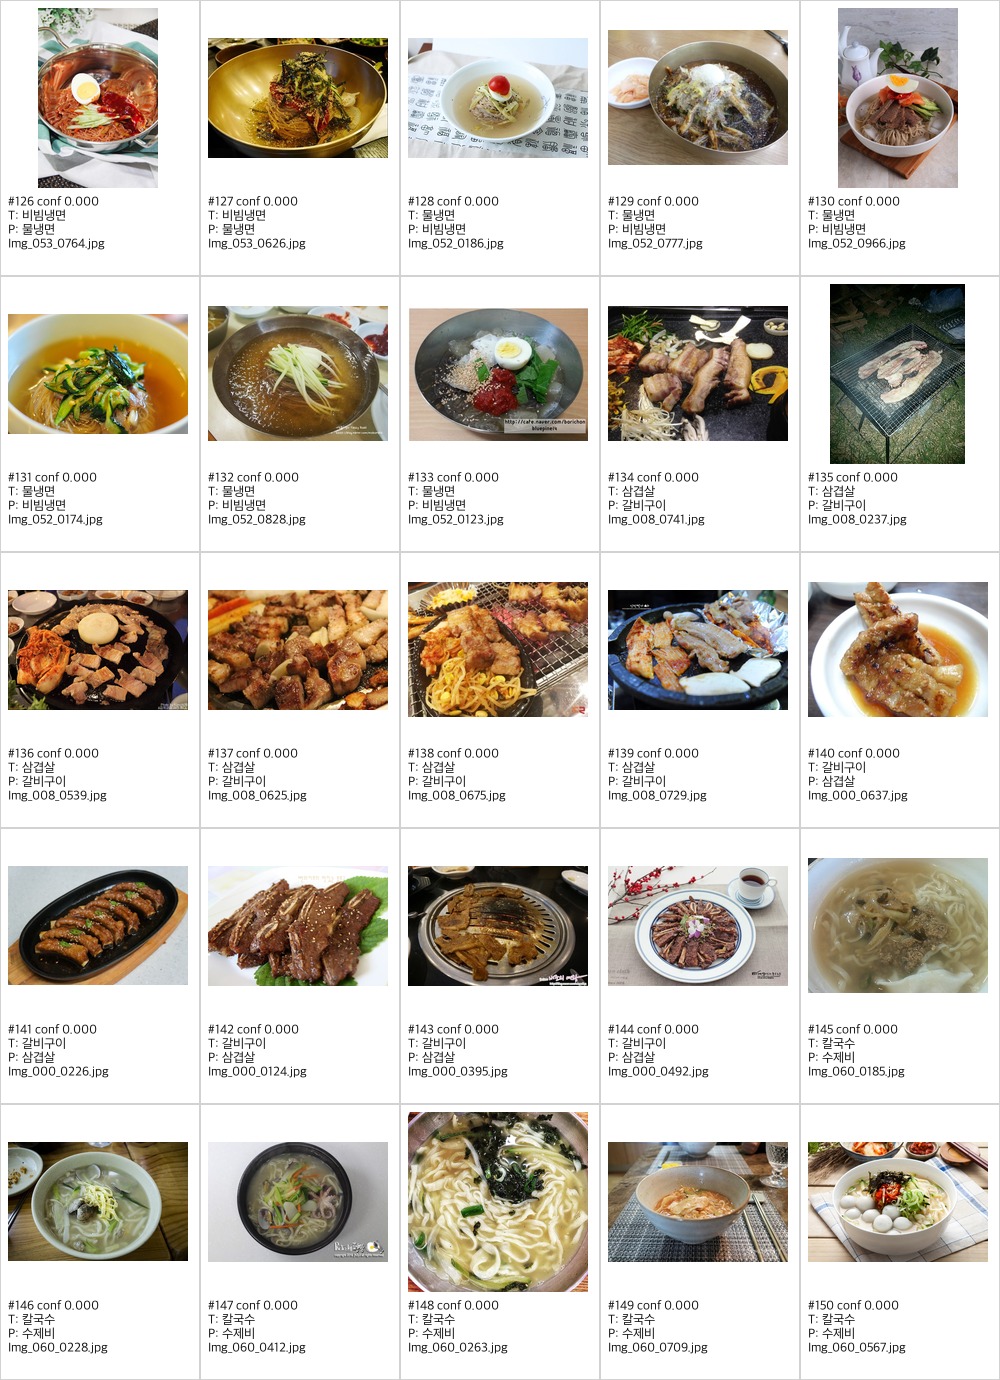 #126 conf 0.000
T: 비빔냉면
P: 물냉면
Img_053_0764.jpg
#127 conf 0.000
T: 비빔냉면
P: 물냉면
Img_053_0626.jpg
#128 conf 0.000
T: 물냉면
P: 비빔냉면
Img_052_0186.jpg
#129 conf 0.000
T: 물냉면
P: 비빔냉면
Img_052_0777.jpg
#130 conf 0.000
T: 물냉면
P: 비빔냉면
Img_052_0966.jpg
#131 conf 0.000
T: 물냉면
P: 비빔냉면
Img_052_0174.jpg
#132 conf 0.000
T: 물냉면
P: 비빔냉면
Img_052_0828.jpg
http://cafe.naver.com/borichon
bluepine74
#133 conf 0.000
T: 물냉면
P: 비빔냉면
Img_052_0123.jpg
#134 conf 0.000
T: 삼겹살
P: 갈비구이
Img_008_0741.jpg
#135 conf 0.000
T: 삼겹살
P: 갈비구이
Img_008_0237.jpg
#136 conf 0.000
T: 삼겹살
P: 갈비구이
Img_008_0539.jpg
#137 conf 0.000
T: 삼겹살
P: 갈비구이
Img_008_0625.jpg
#138 conf 0.000
T: 삼겹살
P: 갈비구이
Img_008_0675.jpg
#139 conf 0.000
T: 삼겹살
P: 갈비구이
Img_008_0729.jpg
#140 conf 0.000
T: 갈비구이
P: 삼겹살
Img_000_0637.jpg
#141 conf 0.000
T: 갈비구이
P: 삼겹살
Img_000_0226.jpg
#142 conf 0.000
T: 갈비구이
P: 삼겹살
Img_000_0124.jpg
#143 conf 0.000
T: 갈비구이
P: 삼겹살
Img_000_0395.jpg
#144 conf 0.000
T: 갈비구이
P: 삼겹살
Img_000_0492.jpg
#145 conf 0.000
T: 칼국수
P: 수제비
Img_060_0185.jpg
#146 conf 0.000
T: 칼국수
P: 수제비
Img_060_0228.jpg
#147 conf 0.000
T: 칼국수
P: 수제비
Img_060_0412.jpg
#148 conf 0.000
T: 칼국수
P: 수제비
Img_060_0263.jpg
#149 conf 0.000
T: 칼국수
P: 수제비
Img_060_0709.jpg
#150 conf 0.000
T: 칼국수
P: 수제비
Img_060_0567.jpg